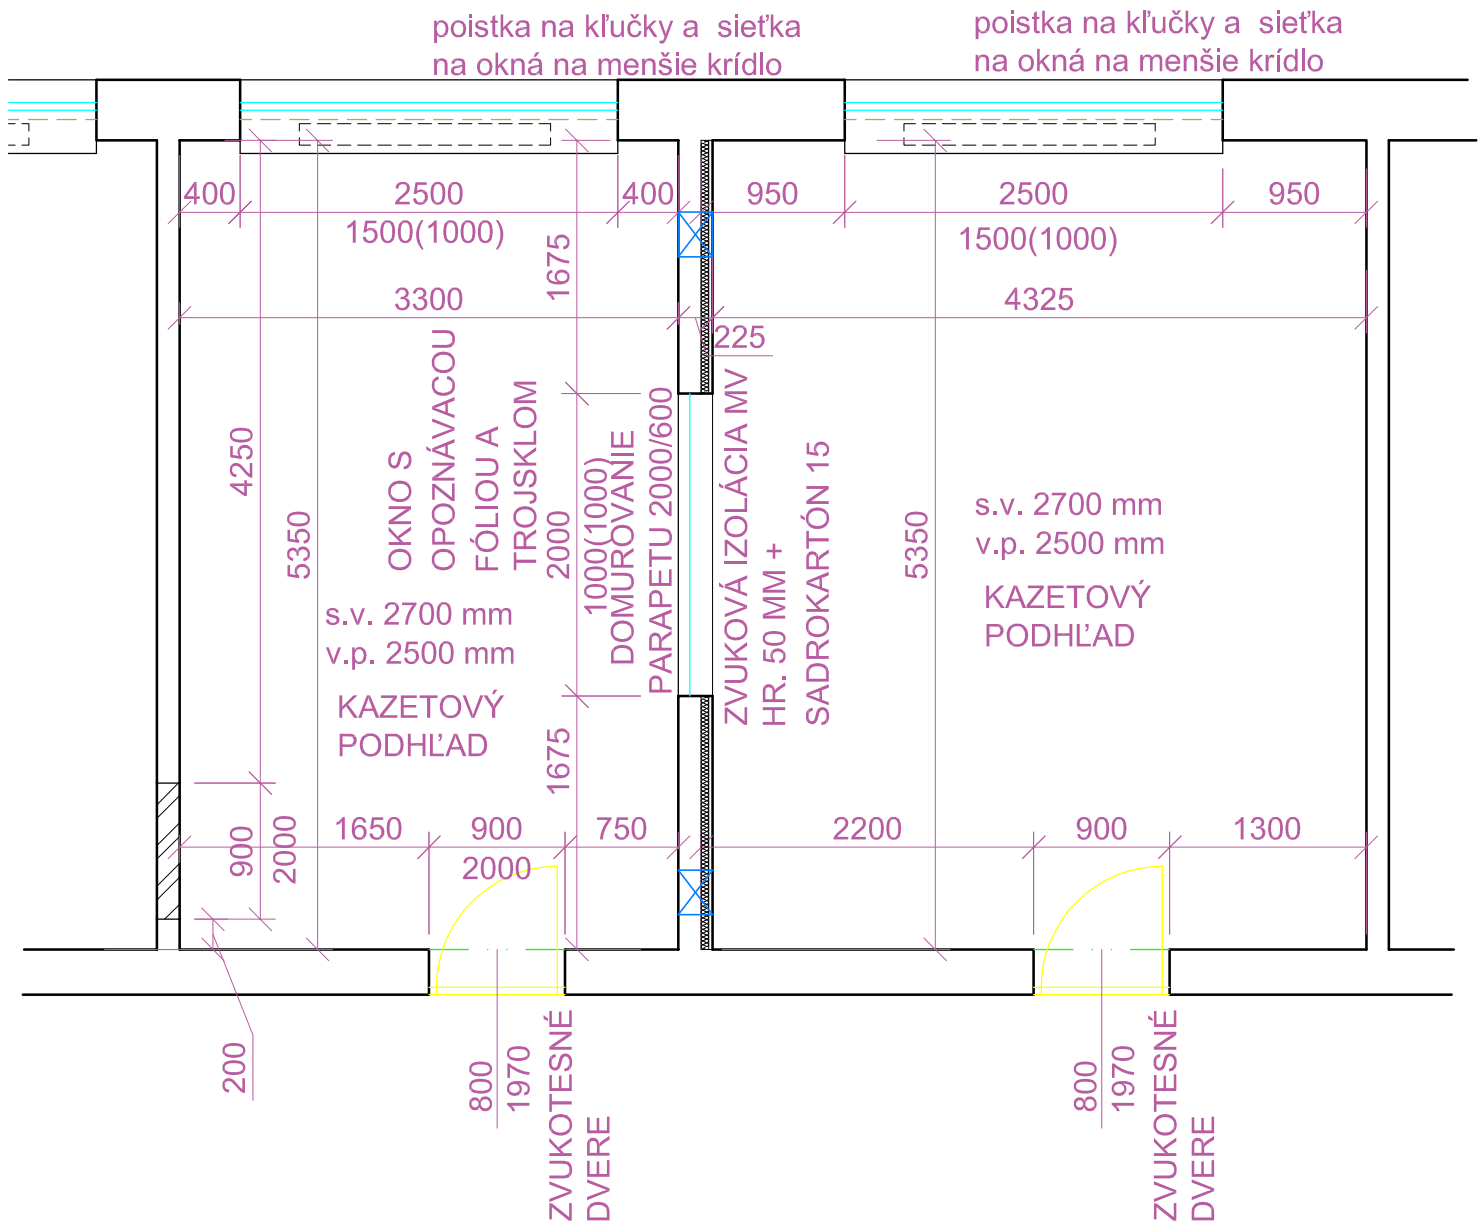 poistka na kľučky a sieťka
na okná na menšie krídlo
poistka na kľučky a sieťka
na okná na menšie krídlo
400
2500
400
1500(1000)
950
2500
950
1500(1000)
1675
3300
225
4325
4250
5350
OKNO S
OPOZNÁVACOU
FÓLIOU A
TROJSKLOM
2000
1000(1000)
DOMUROVANIE
PARAPETU 2000/600
ZVUKOVÁ IZOLÁCIA MV
HR. 50 MM +
SADROKARTÓN 15
5350
s.v. 2700 mm
v.p. 2500 mm
KAZETOVÝ
PODHĽAD
s.v. 2700 mm
v.p. 2500 mm
KAZETOVÝ
PODHĽAD
1675
900
2000
1650
900
750
2000
2200
900
1300
200
800
1970
ZVUKOTESNÉ
DVERE
800
1970
ZVUKOTESNÉ
DVERE